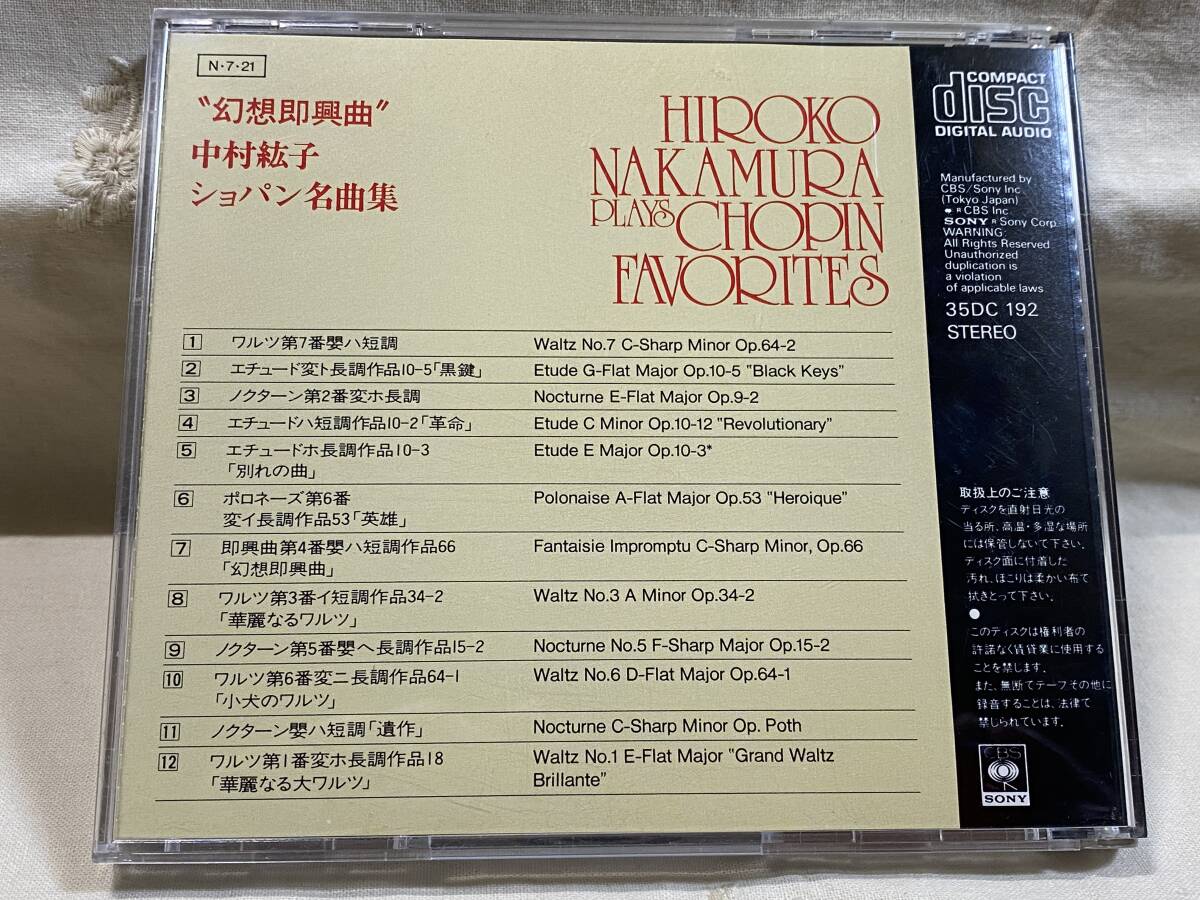 N・7・21
“幻想即興曲”
中村紘子
ショパン名曲集
HIROKO
NAKAMURA
PLAYS CHOPIN
FAVORITES
1 ワルツ第7番嬰ハ短調 Waltz No.7 C-Sharp Minor Op.64-2
2 エチュード変ト長調作品10-5「黒鍵」 Etude G-Flat Major Op.10-5 "Black Keys"
3 ノクターン第2番変ホ長調 Nocturne E-Flat Major Op.9-2
4 エチュードハ短調作品10-2「革命」 Etude C Minor Op.10-12 "Revolutionary"
5 エチュードホ長調作品10-3 Etude E Major Op.10-3*
「別れの曲」
6 ポロネーズ第6番 Polonaise A-Flat Major Op.53 "Heroique"
変イ長調作品53「英雄」
7 即興曲第4番嬰ハ短調作品66 Fantaisie Impromptu C-Sharp Minor, Op.66
「幻想即興曲」
8 ワルツ第3番イ短調作品34-2 Waltz No.3 A Minor Op.34-2
「華麗なるワルツ」
9 ノクターン第5番嬰ヘ長調作品15-2 Nocturne No.5 F-Sharp Major Op.15-2
10 ワルツ第6番変ニ長調作品64-1 Waltz No.6 D-Flat Major Op.64-1
「小犬のワルツ」
11 ノクターン嬰ハ短調「遺作」 Nocturne C-Sharp Minor Op. Poth
12 ワルツ第1番変ホ長調作品18 Waltz No.1 E-Flat Major "Grand Waltz
「華麗なる大ワルツ」 Brillante"
COMPACT
disc
DIGITAL AUDIO
Manufactured by
CBS/Sony Inc.
(Tokyo Japan)
® CBS Inc.
SONY ® Sony Corp.
WARNING:
All Rights Reserved
Unauthorized
duplication is
a violation
of applicable laws
35DC 192
STEREO
取扱上のご注意
ディスクを直射日光の
当る所、高温・多湿な場所
には保管しないで下さい。
ディスク面に付着した
汚れ、ほこりは柔かい布で
拭きとって下さい。
●
このディスクは権利者の
許諾なく賃貸業に使用する
ことを禁じます。
また、無断でテープその他に
録音することは、法律で
禁じられています。
CBS
SONY